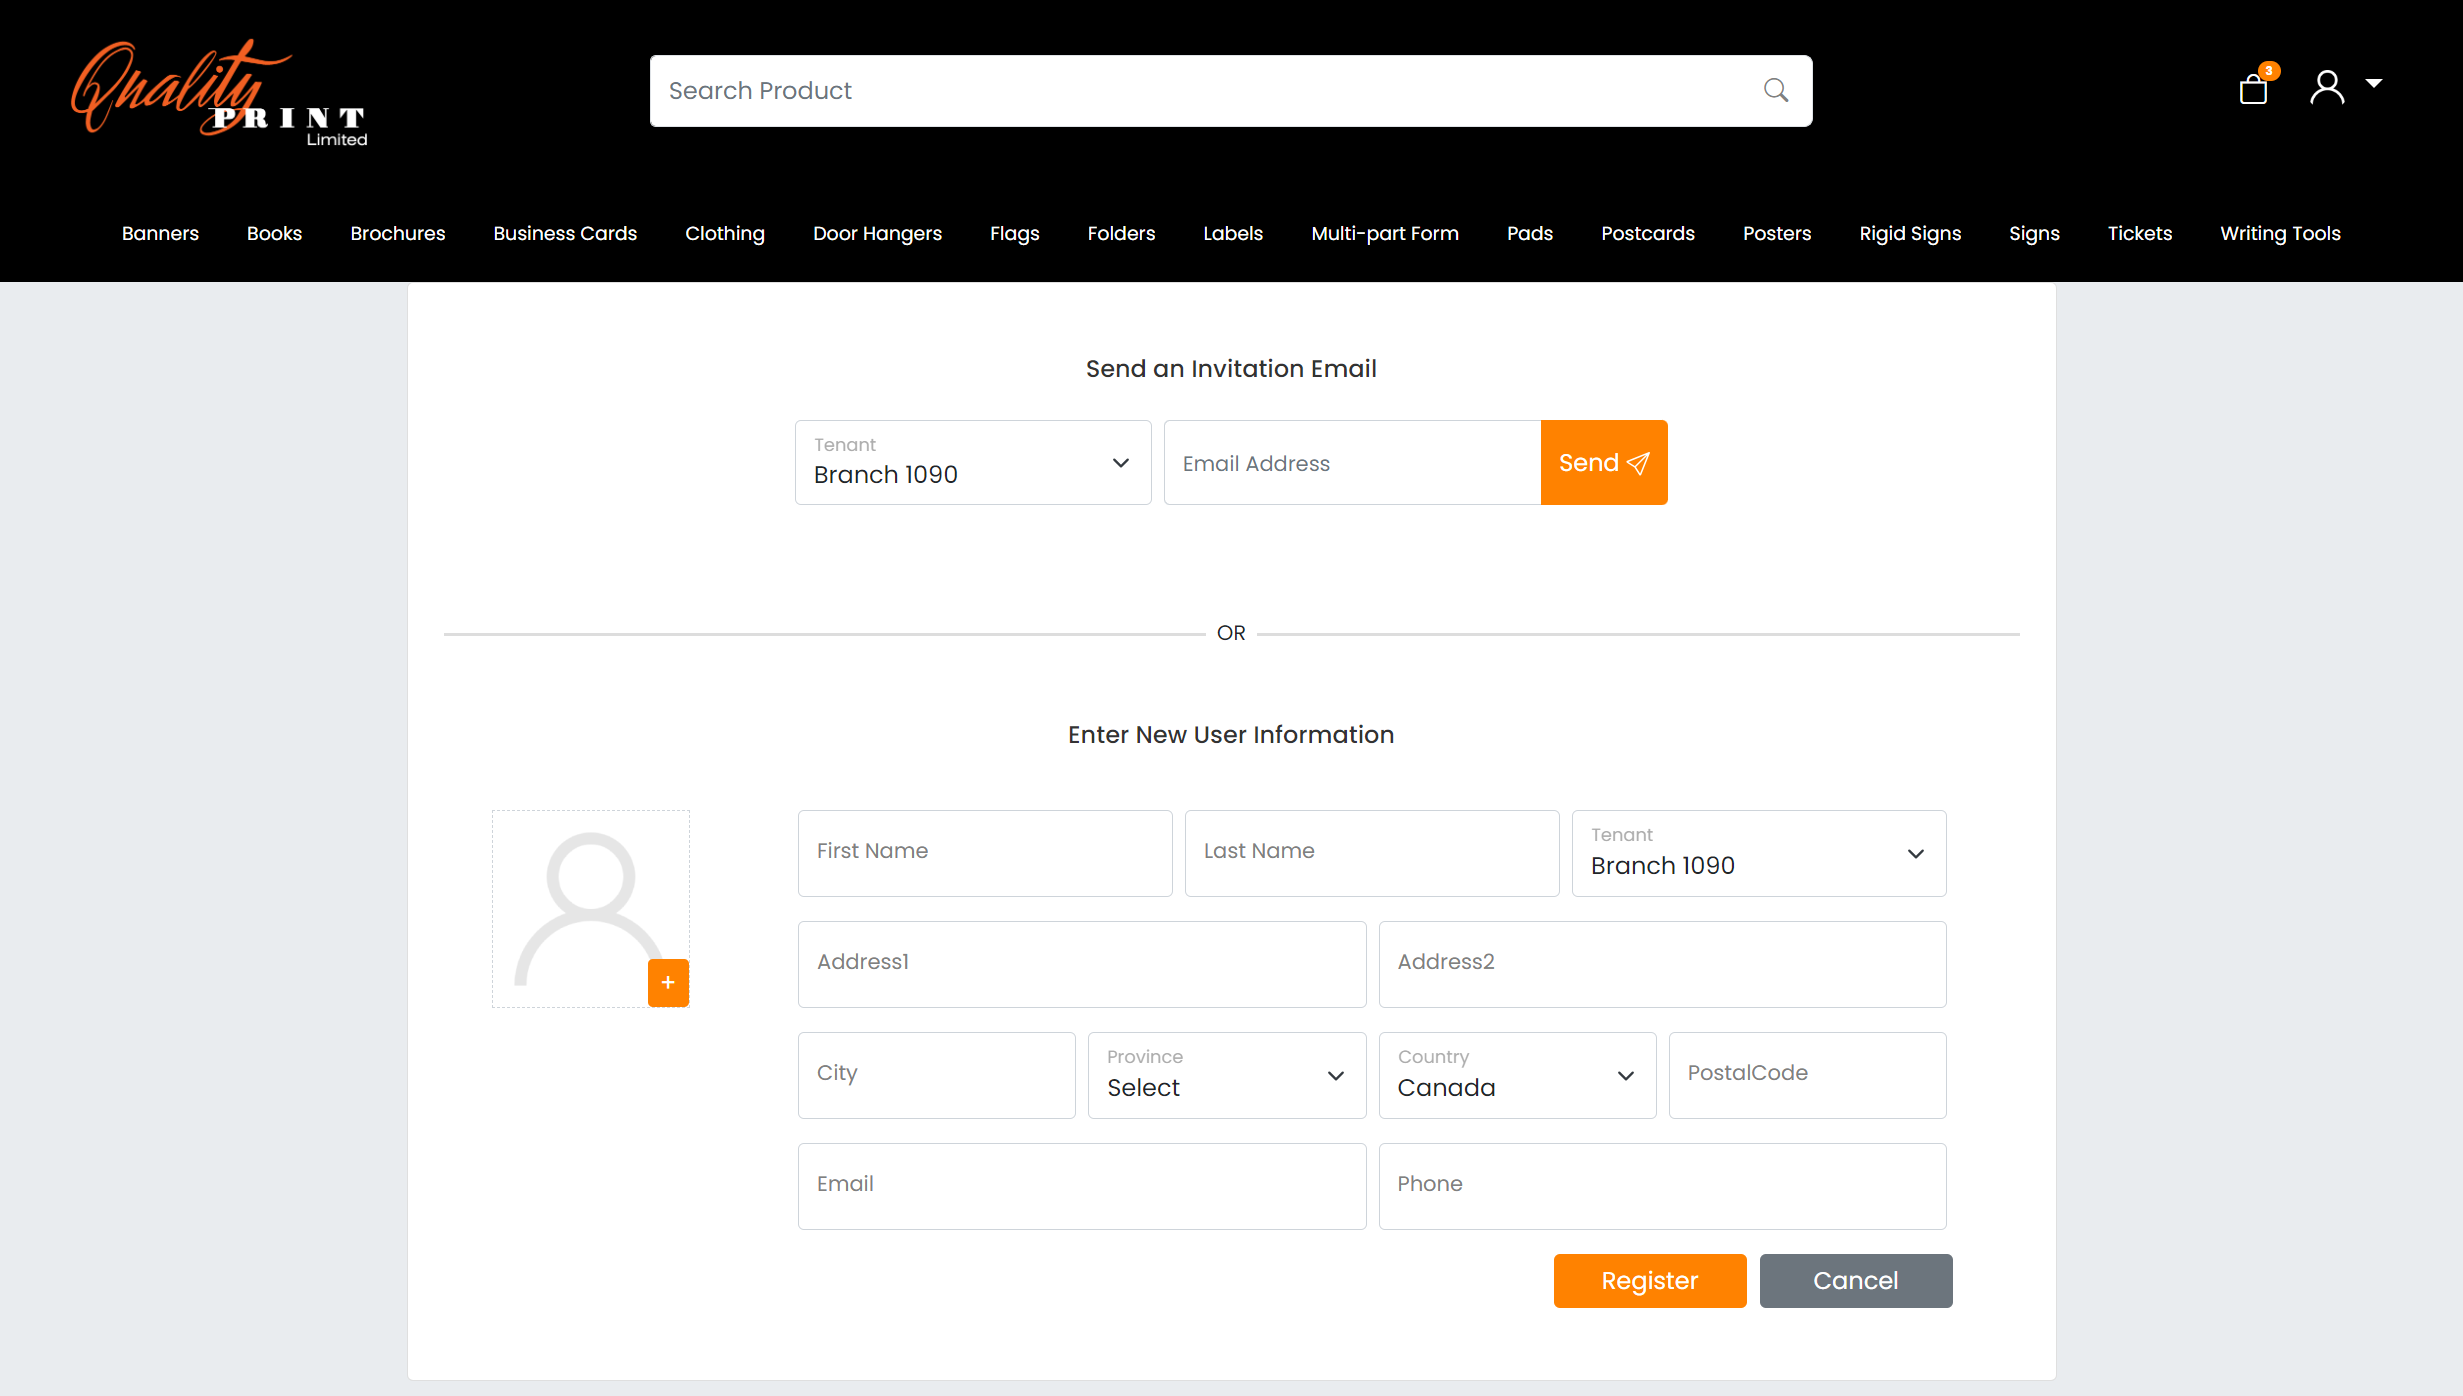 Quality
PRINT
Limited
Search Product
3
Banners Books Brochures Business Cards Clothing Door Hangers Flags Folders Labels Multi-part Form Pads Postcards Posters Rigid Signs Signs Tickets Writing Tools
Send an Invitation Email
Tenant
Branch 1090
Email Address
Send
OR
Enter New User Information
+
First Name
Last Name
Tenant
Branch 1090
Address1
Address2
City
Province
Select
Country
Canada
PostalCode
Email
Phone
Register
Cancel